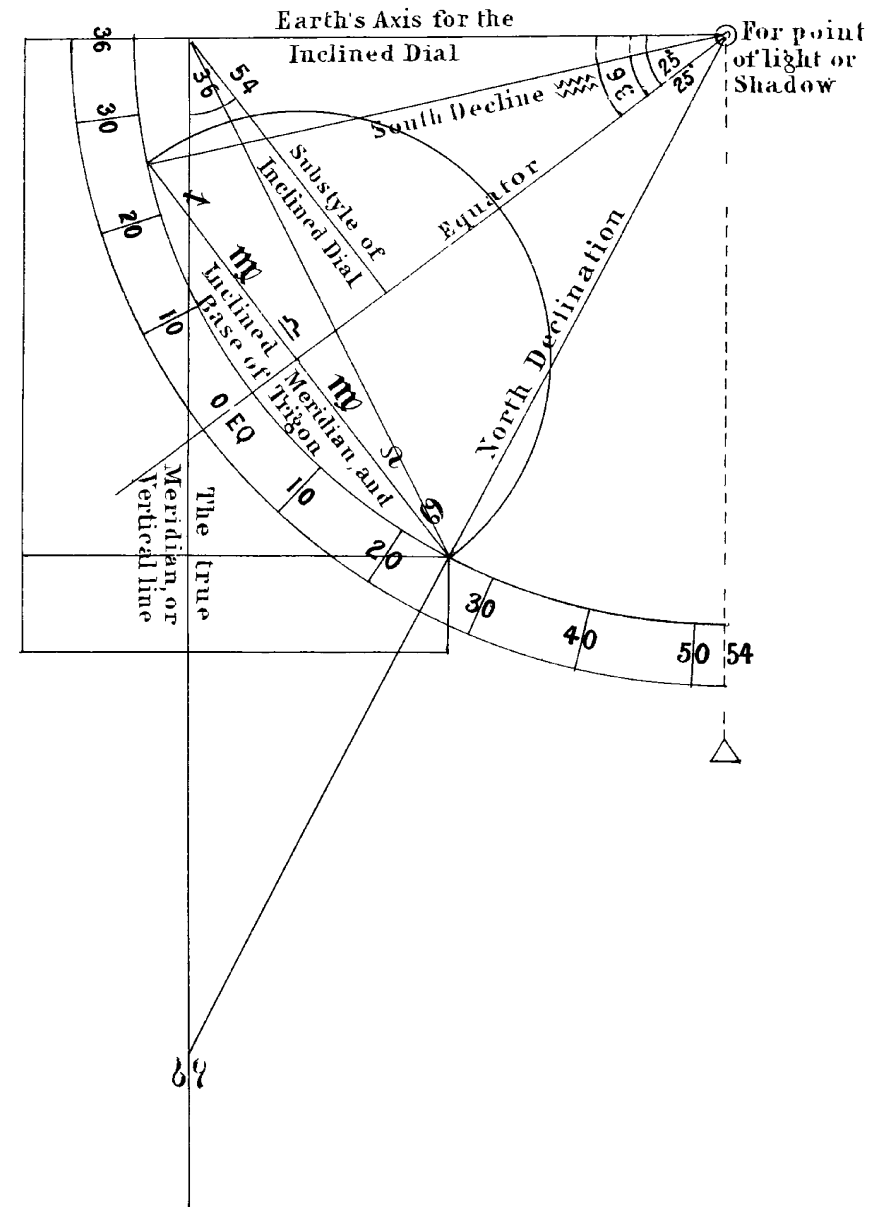 Earth's Axis for the
Inclined Dial
For point
of light or
Shadow
36
30
20
10
0 EQ
10
20
30
40
50
54
36
54
36
25
25
South Decline ♒
Equator
Substyle of
Inclined Dial
North Declination
♐ ♏ ♎ ♍ ♌ ♋
Inclined Meridian, and
Base of Trigon
The true
Meridian, or
Vertical line